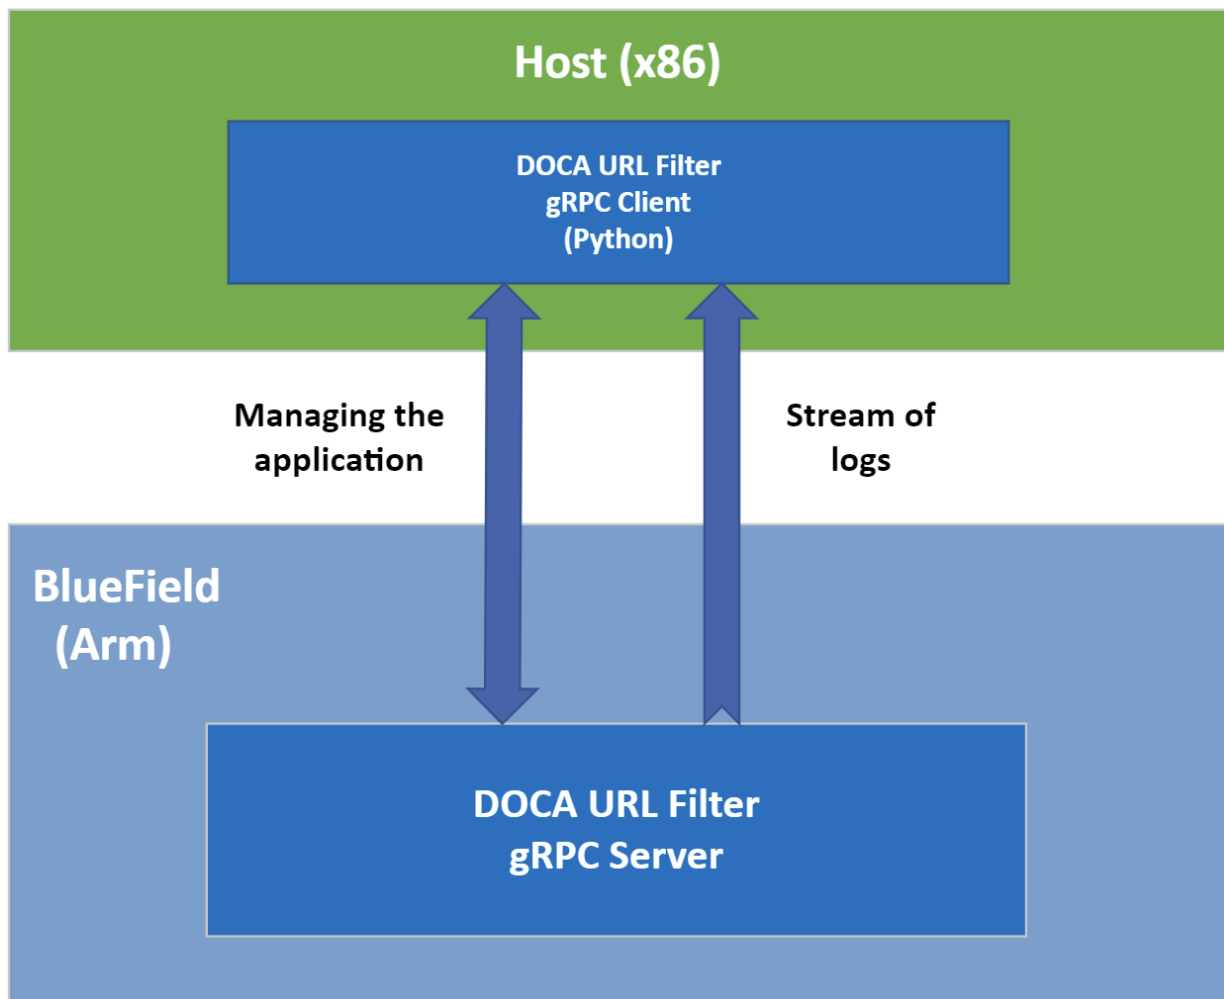 Host (x86)
DOCA URL Filter
gRPC Client
(Python)
Managing the
application
Stream of
logs
BlueField
(Arm)
DOCA URL Filter
gRPC Server